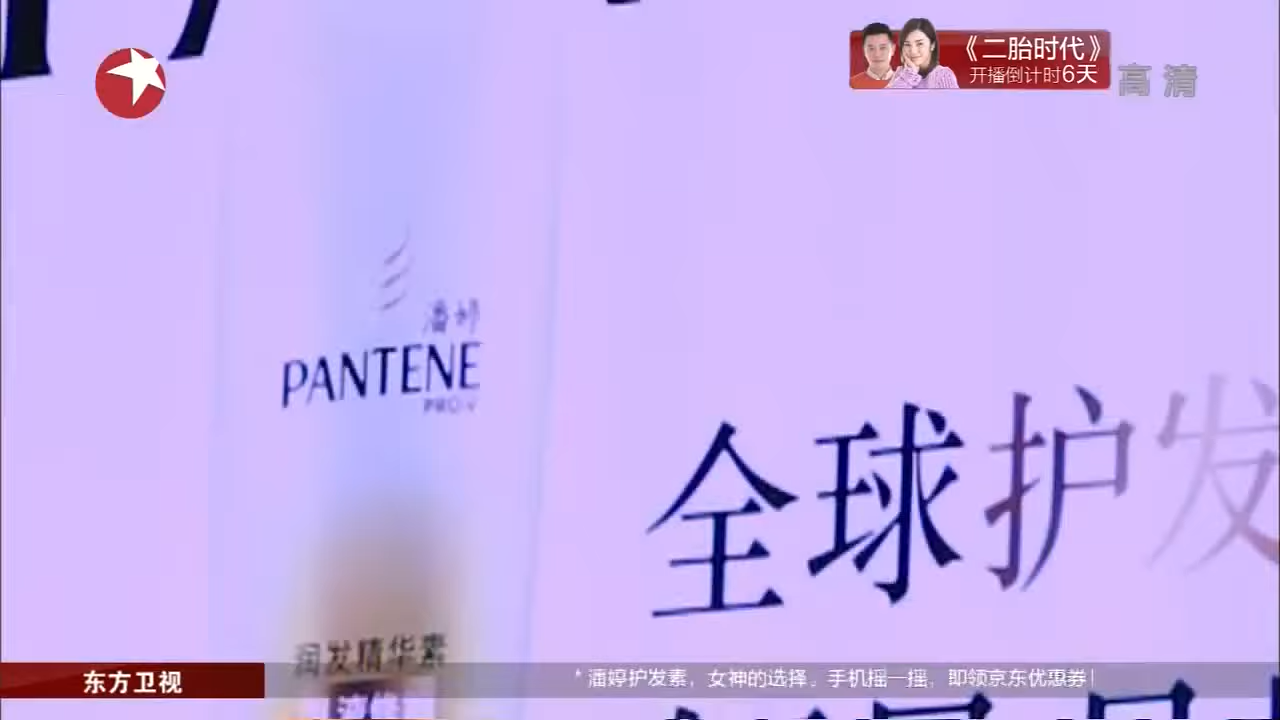 《二胎时代》
开播倒计时6天
高清
潘婷
PANTENE
PRO-V
全球护发
润发精华素
东方卫视
*潘婷护发素，女神的选择。手机摇一摇，即领京东优惠券！